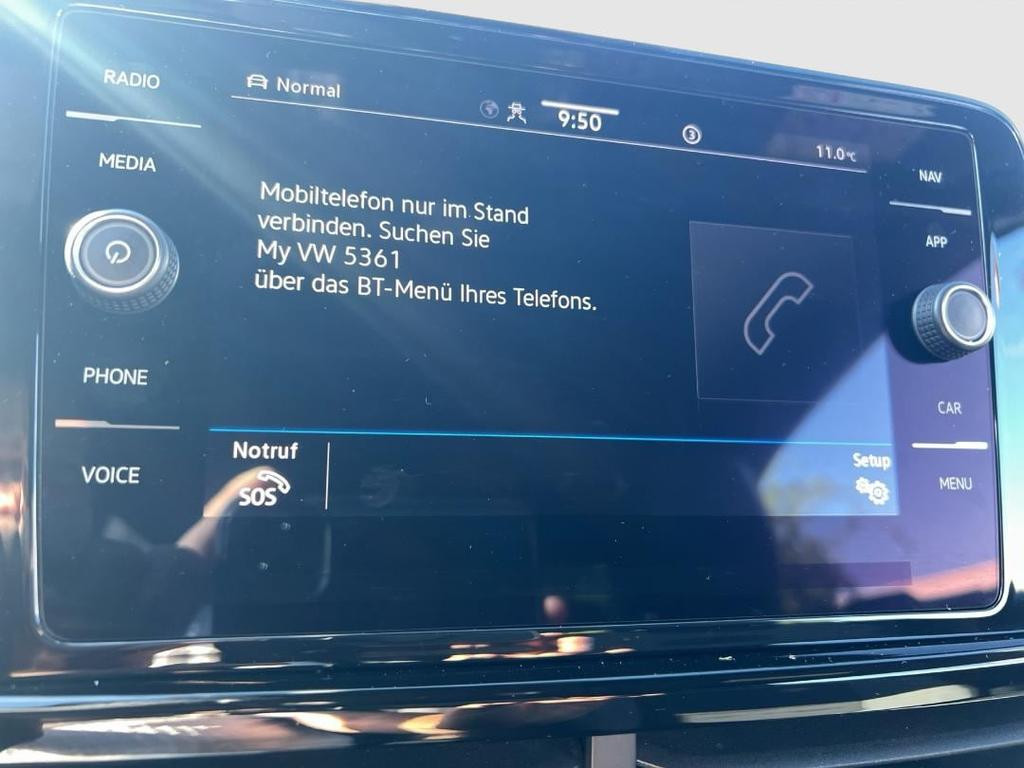 RADIO
Normal
9:50
3
11.0°C
NAV
MEDIA
APP
Mobiltelefon nur im Stand
verbinden. Suchen Sie
My VW 5361
über das BT-Menü Ihres Telefons.
PHONE
CAR
VOICE
Notruf
SOS
Setup
MENU